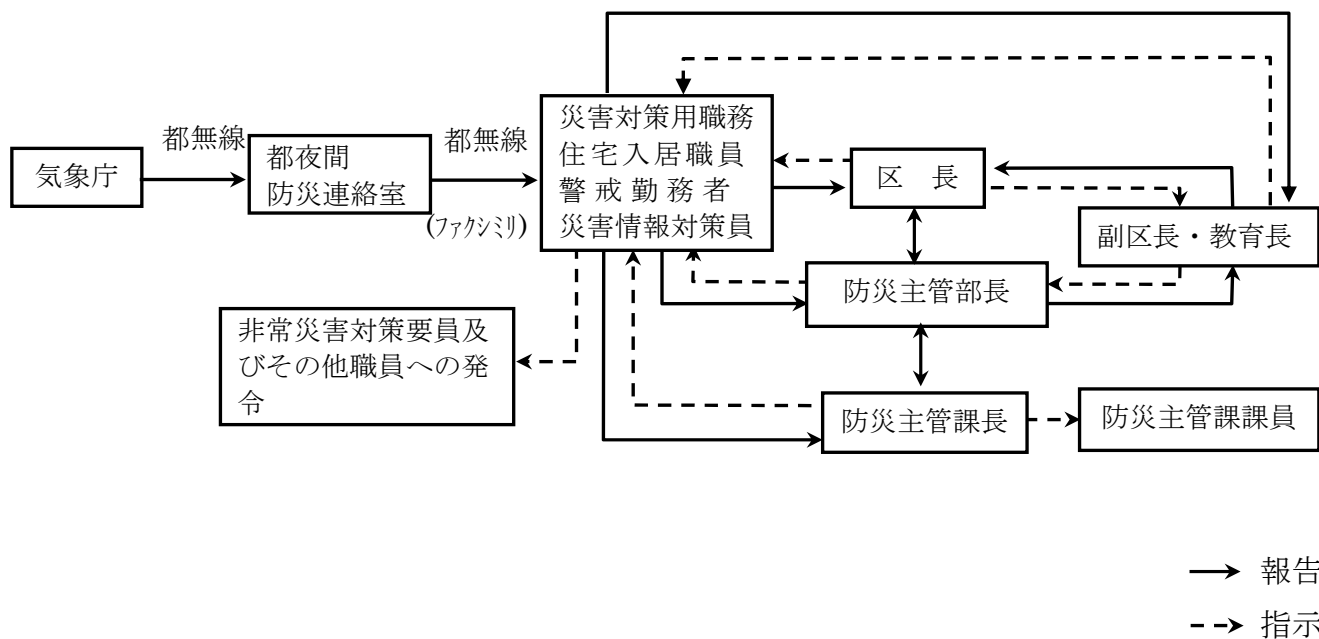 気象庁
都無線
都夜間
防災連絡室
都無線
(ファクシミリ)
災害対策用職務
住宅入居職員
警戒勤務者
災害情報対策員
区 長
副区長・教育長
防災主管部長
非常災害対策要員及
びその他職員への発
令
防災主管課長
防災主管課課員
報告
指示